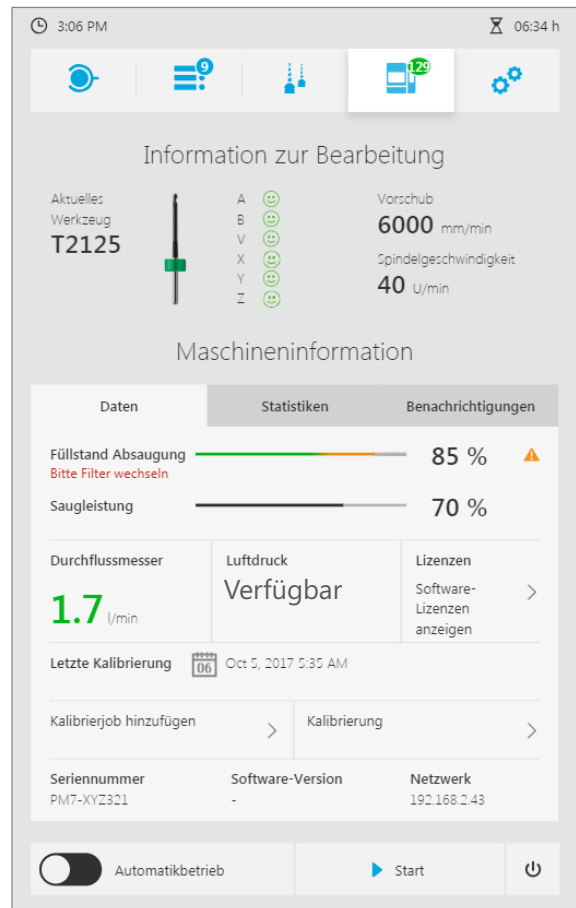 3:06 PM
06:34 h
9
129
Information zur Bearbeitung
Aktuelles
Werkzeug
T2125
A
B
V
X
Y
Z
Vorschub
6000 mm/min
Spindelgeschwindigkeit
40 U/min
Maschineninformation
Daten
Statistiken
Benachrichtigungen
Füllstand Absaugung
85 %
Bitte Filter wechseln
Saugleistung
70 %
Durchflussmesser
1.7 l/min
Luftdruck
Verfügbar
Lizenzen
Software-
Lizenzen
anzeigen
Letzte Kalibrierung
06
Oct 5, 2017 5:35 AM
Kalibrierjob hinzufügen
Kalibrierung
Seriennummer
PM7-XYZ321
Software-Version
-
Netzwerk
192.168.2.43
Automatikbetrieb
Start